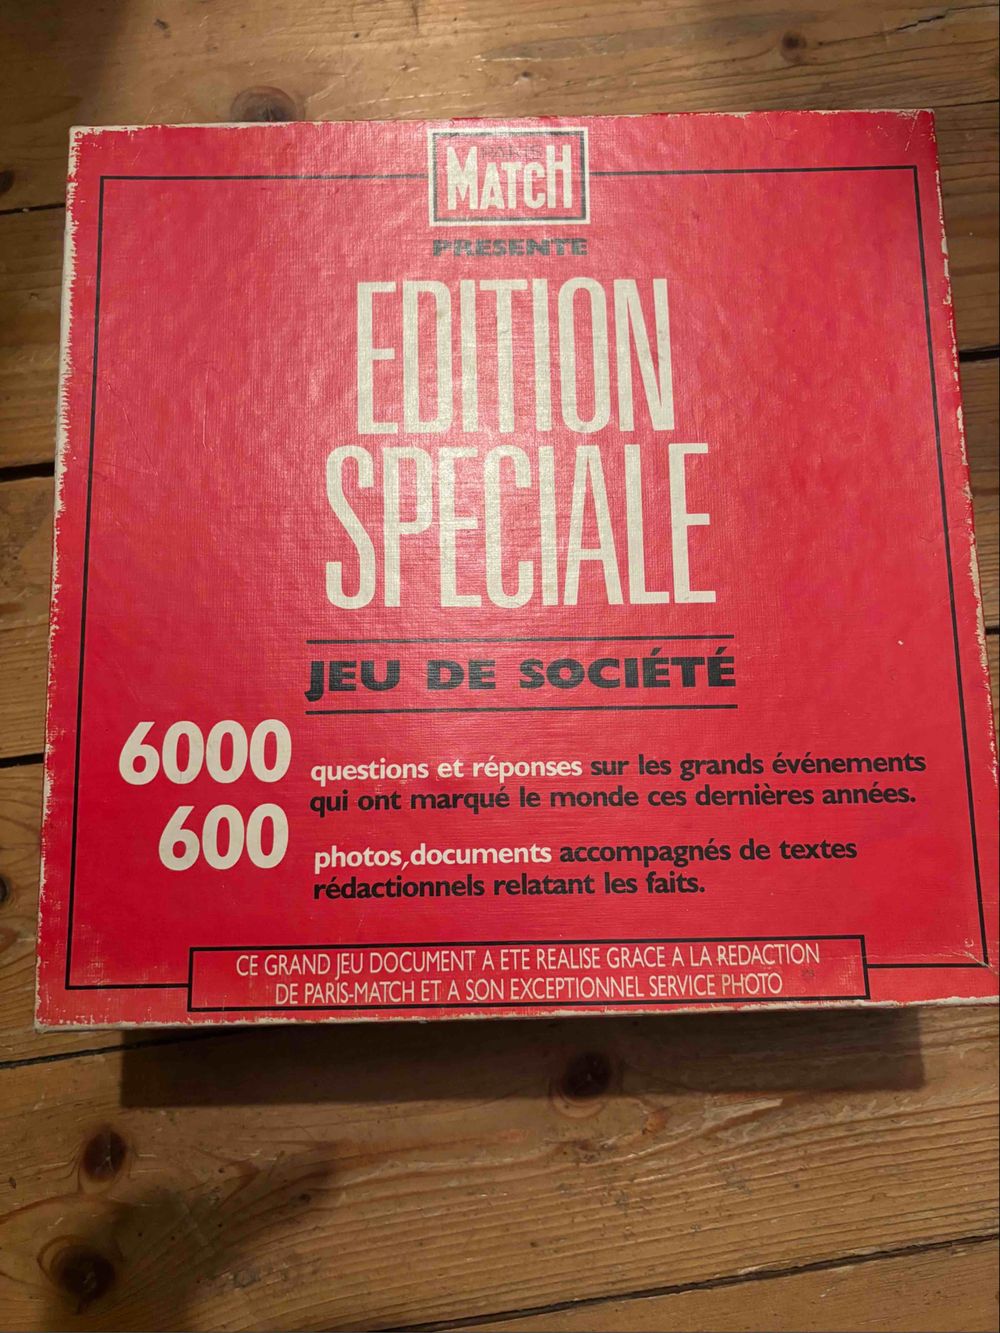 PARIS
MATCH
PRESENTE
EDITION
SPECIALE
JEU DE SOCIÉTÉ
6000 questions et réponses sur les grands événements
qui ont marqué le monde ces dernières années.
600 photos,documents accompagnés de textes
rédactionnels relatant les faits.
CE GRAND JEU DOCUMENT A ETE REALISE GRACE A LA REDACTION
DE PARIS-MATCH ET A SON EXCEPTIONNEL SERVICE PHOTO